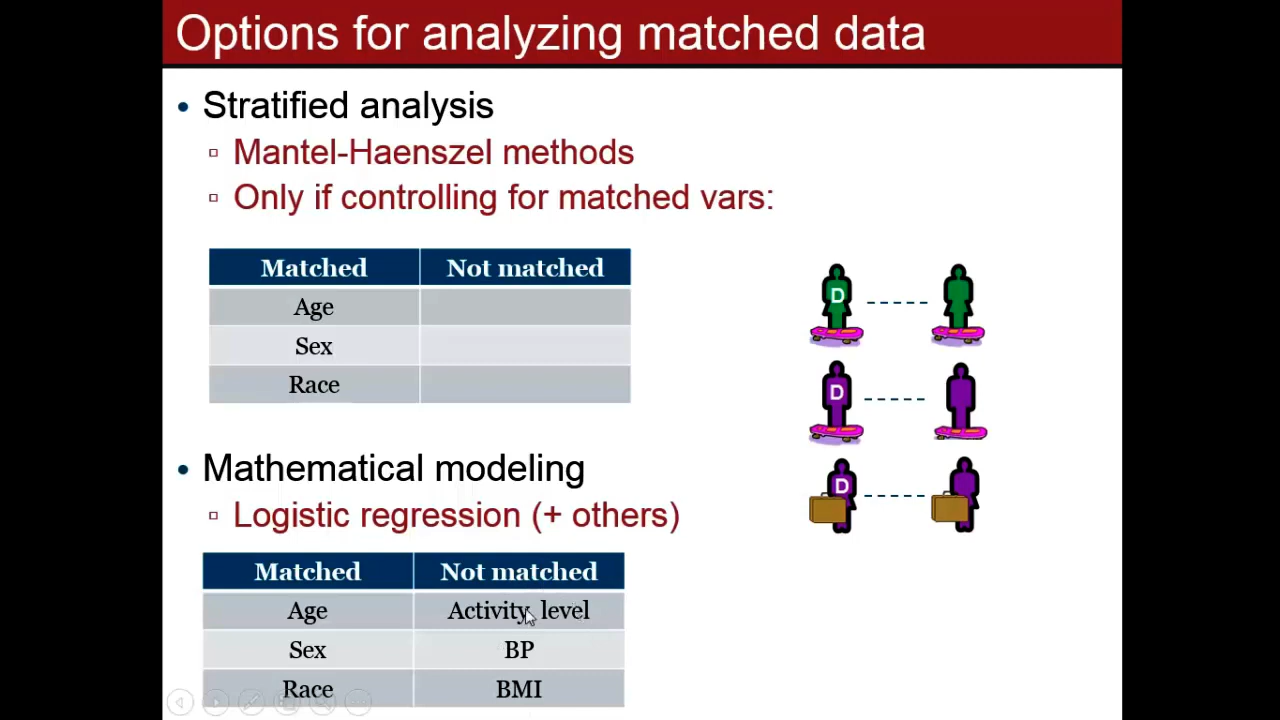 Options for analyzing matched data
• Stratified analysis
▫ Mantel-Haenszel methods
▫ Only if controlling for matched vars:
Matched Not matched
Age
Sex
Race
D
D
D
• Mathematical modeling
▫ Logistic regression (+ others)
Matched Not matched
Age Activity level
Sex BP
Race BMI